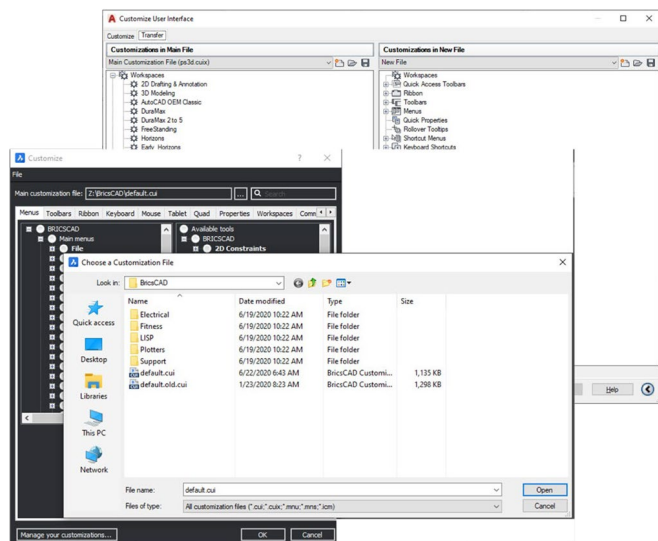 Customize User Interface
Customize Transfer
Customizations in Main File
Main Customization File (ps3d.cuix)
Workspaces
2D Drafting & Annotation
3D Modeling
AutoCAD OEM Classic
DuraMax
DuraMax 2 to 5
FreeStanding
Horizons
Early Horizons
Customizations in New File
New File
Workspaces
Quick Access Toolbars
Ribbon
Toolbars
Menus
Quick Properties
Rollover Tooltips
Shortcut Menus
Keyboard Shortcuts
Help
Customize
File
Main customization file: Z:\BricsCAD\default.cui ... Search
Menus Toolbars Ribbon Keyboard Mouse Tablet Quad Properties Workspaces Comm
BRICSCAD
Main menus
File
Available tools
BRICSCAD
2D Constraints
Choose a Customization File
Look in: BricsCAD
Quick access
Desktop
Libraries
This PC
Network
Name Date modified Type Size
Electrical 6/19/2020 10:22 AM File folder
Fitness 6/19/2020 10:22 AM File folder
LISP 6/19/2020 10:22 AM File folder
Plotters 6/19/2020 10:22 AM File folder
Support 6/19/2020 10:22 AM File folder
default.cui 6/22/2020 6:43 AM BricsCAD Customi... 1,135 KB
default.old.cui 1/23/2020 8:23 AM BricsCAD Customi... 1,298 KB
File name: default.cui Open
Files of type: All customization files (*.cui;*.cuix;*.mnu;*.mns;*.icm) Cancel
Manage your customizations... OK Cancel